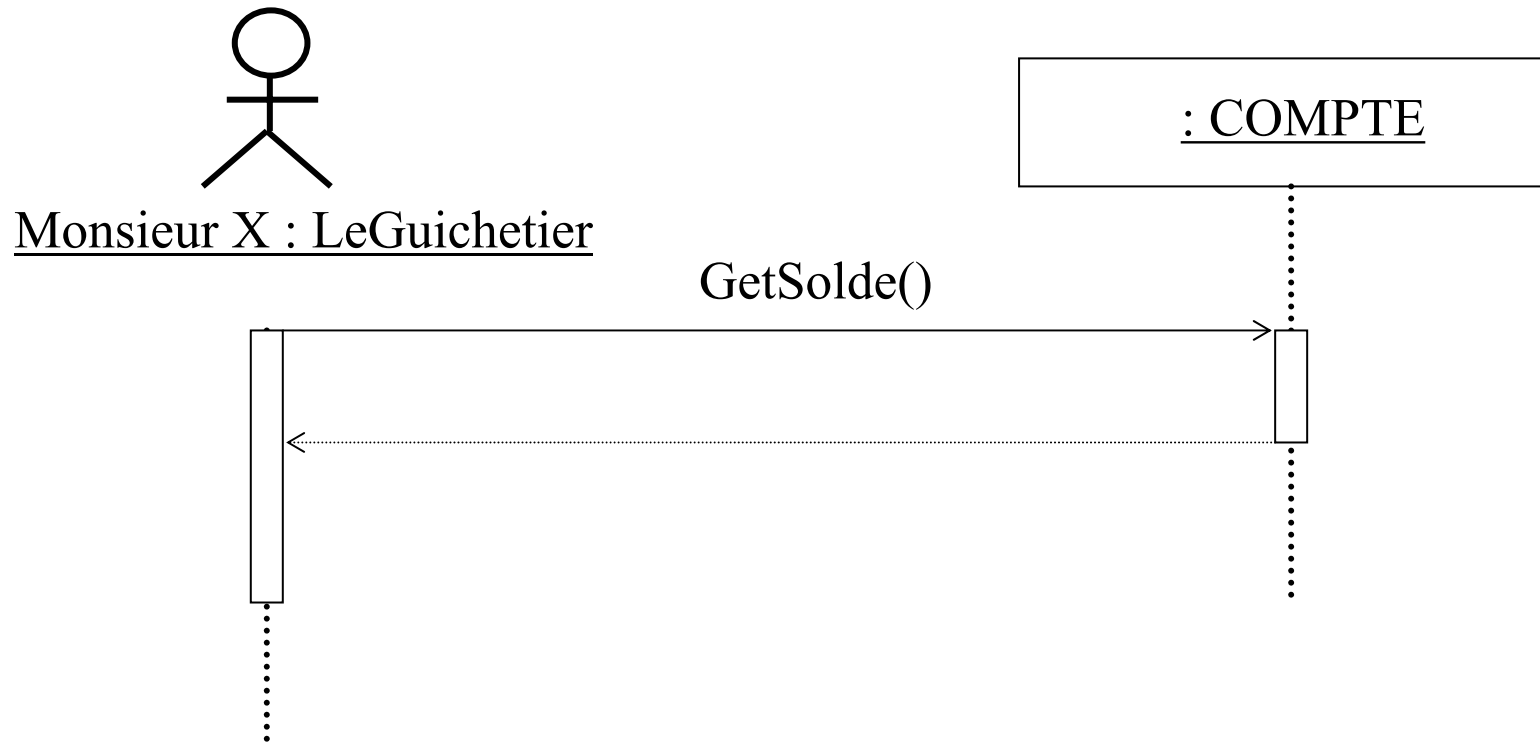 : COMPTE
Monsieur X : LeGuichetier
GetSolde()